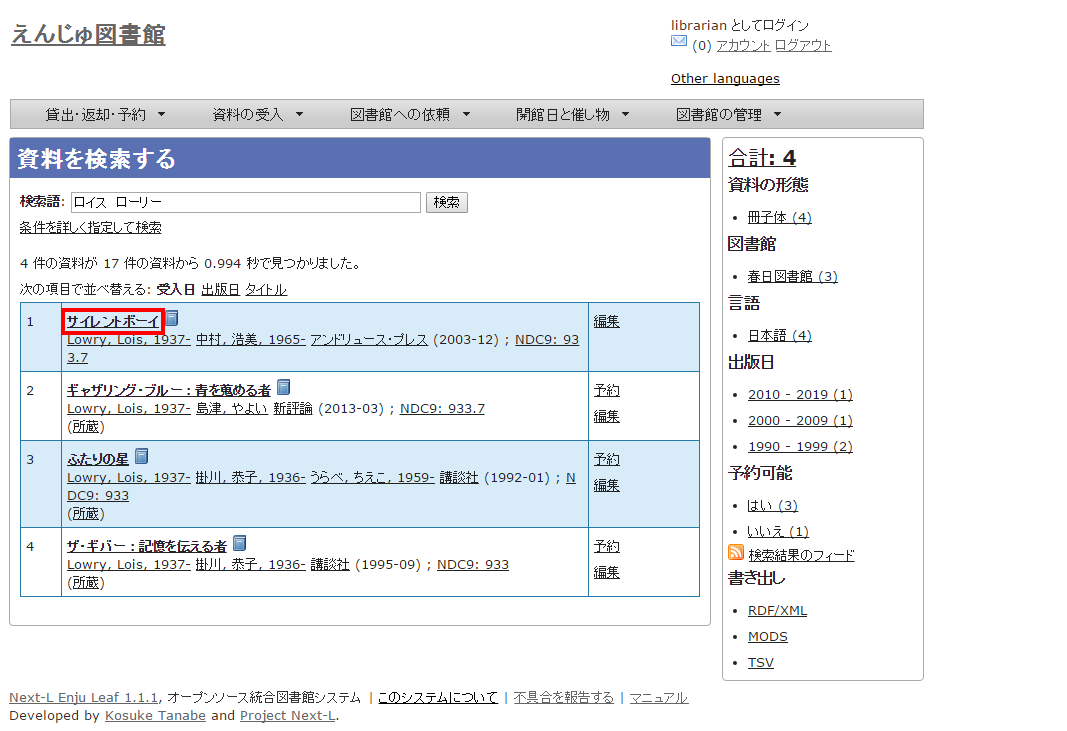 えんじゅ図書館
librarian としてログイン
(0) アカウント ログアウト
Other languages
貸出・返却・予約 ▼ 資料の受入 ▼ 図書館への依頼 ▼ 開館日と催し物 ▼ 図書館の管理 ▼
資料を検索する
検索語: ロイス ローリー 検索
条件を詳しく指定して検索
4 件の資料が 17 件の資料から 0.994 秒で見つかりました。
次の項目で並べ替える: 受入日 出版日 タイトル
1 サイレントボーイ 編集
Lowry, Lois, 1937- 中村, 浩美, 1965- アンドリュース・プレス (2003-12) ; NDC9: 93
3.7
2 ギャザリング・ブルー : 青を蒐める者 予約
Lowry, Lois, 1937- 島津, やよい 新評論 (2013-03) ; NDC9: 933.7
編集
(所蔵)
3 ふたりの星 予約
Lowry, Lois, 1937- 掛川, 恭子, 1936- うらべ, ちえこ, 1959- 講談社 (1992-01) ; N
編集
DC9: 933
(所蔵)
4 ザ・ギバー : 記憶を伝える者 予約
Lowry, Lois, 1937- 掛川, 恭子, 1936- 講談社 (1995-09) ; NDC9: 933
編集
(所蔵)
合計: 4
資料の形態
• 冊子体 (4)
図書館
• 春日図書館 (3)
言語
• 日本語 (4)
出版日
• 2010 - 2019 (1)
• 2000 - 2009 (1)
• 1990 - 1999 (2)
予約可能
• はい (3)
• いいえ (1)
検索結果のフィード
書き出し
• RDF/XML
• MODS
• TSV
Next-L Enju Leaf 1.1.1, オープンソース統合図書館システム | このシステムについて | 不具合を報告する | マニュアル
Developed by Kosuke Tanabe and Project Next-L.